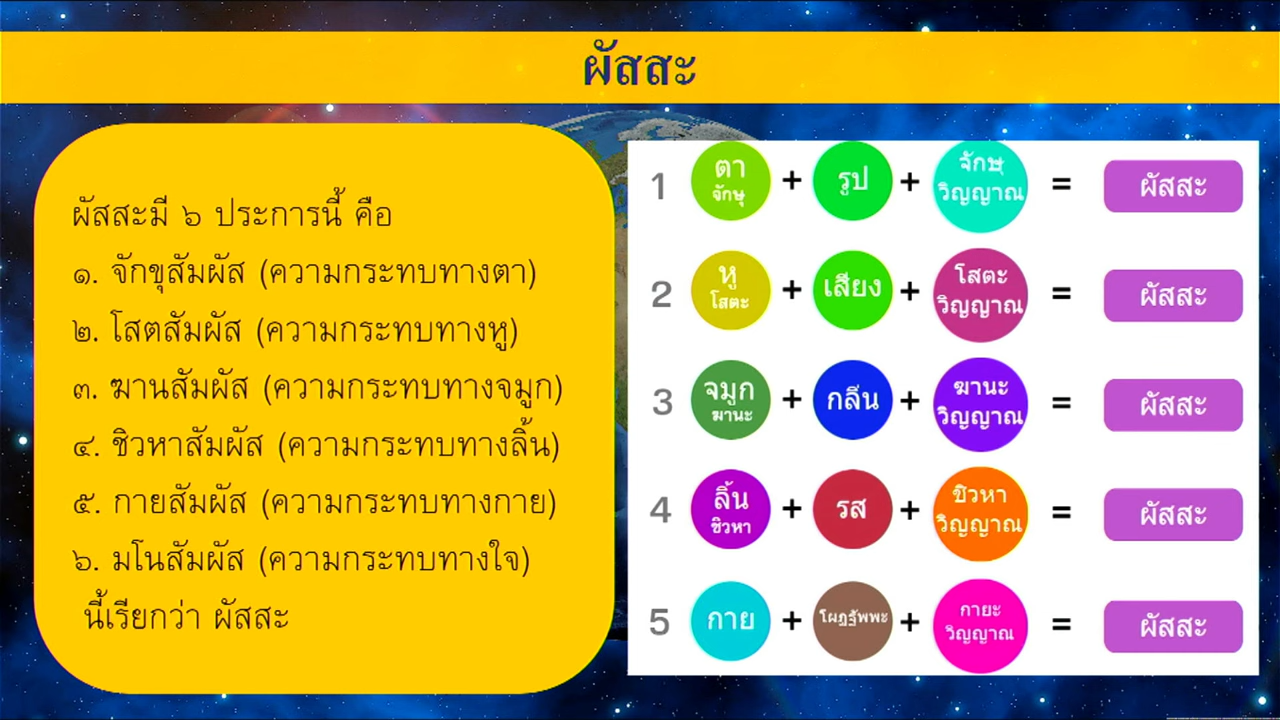 ผัสสะ
ผัสสะมี ๖ ประการนี้ คือ
๑. จักขุสัมผัส (ความกระทบทางตา)
๒. โสตสัมผัส (ความกระทบทางหู)
๓. ฆานสัมผัส (ความกระทบทางจมูก)
๔. ชิวหาสัมผัส (ความกระทบทางลิ้น)
๕. กายสัมผัส (ความกระทบทางกาย)
๖. มโนสัมผัส (ความกระทบทางใจ)
นี้เรียกว่า ผัสสะ
1 ตา จักษุ + รูป + จักษุ วิญญาณ = ผัสสะ
2 หู โสตะ + เสียง + โสตะ วิญญาณ = ผัสสะ
3 จมูก ฆานะ + กลิ่น + ฆานะ วิญญาณ = ผัสสะ
4 ลิ้น ชิวหา + รส + ชิวหา วิญญาณ = ผัสสะ
5 กาย + โผฏฐัพพะ + กายะ วิญญาณ = ผัสสะ